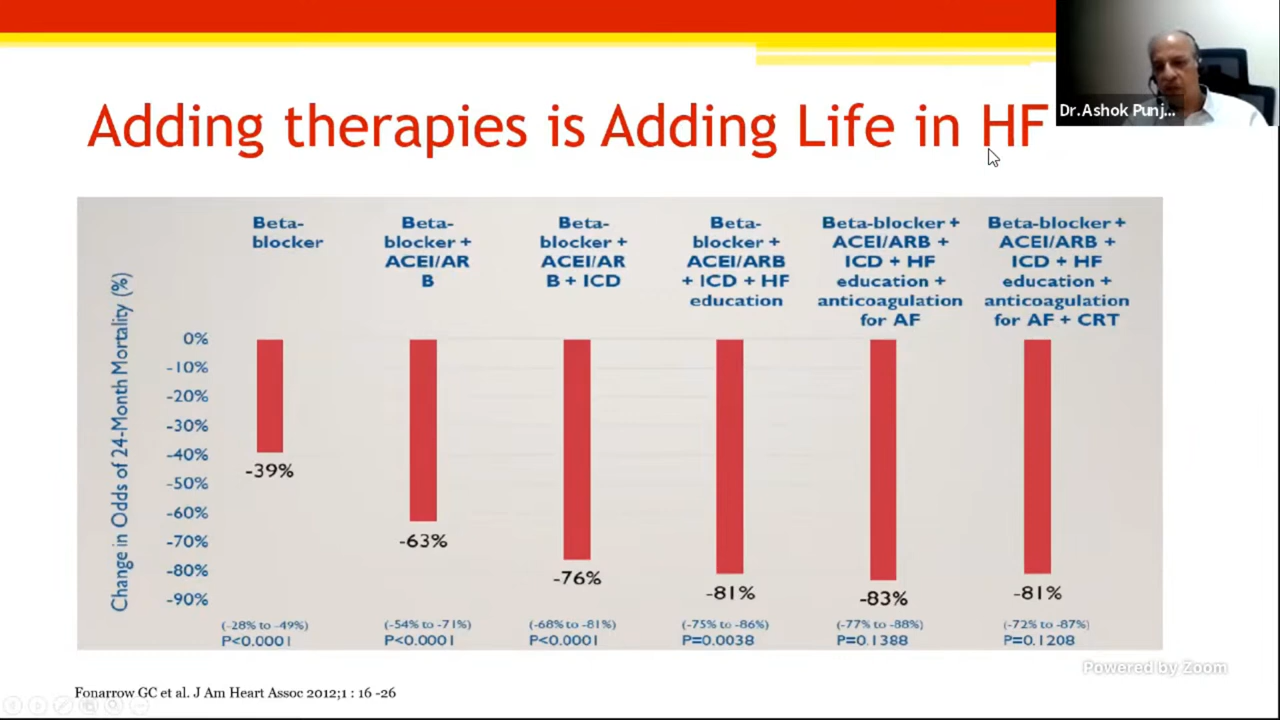 Dr.Ashok Punj...
Adding therapies is Adding Life in HF
Beta-
blocker
Beta-
blocker +
ACEI/AR
B
Beta-
blocker +
ACEI/AR
B + ICD
Beta-
blocker +
ACEI/ARB
+ ICD + HF
education
Beta-blocker +
ACEI/ARB +
ICD + HF
education +
anticoagulation
for AF
Beta-blocker +
ACEI/ARB +
ICD + HF
education +
anticoagulation
for AF + CRT
Change in Odds of 24-Month Mortality (%)
0%
-10%
-20%
-30%
-40%
-50%
-60%
-70%
-80%
-90%
-39%
-63%
-76%
-81%
-83%
-81%
(-28% to -49%)
P<0.0001
(-54% to -71%)
P<0.0001
(-68% to -81%)
P<0.0001
(-75% to -86%)
P=0.0038
(-77% to -88%)
P=0.1388
(-72% to -87%)
P=0.1208
Powered by Zoom
Fonarrow GC et al. J Am Heart Assoc 2012;1 : 16 -26